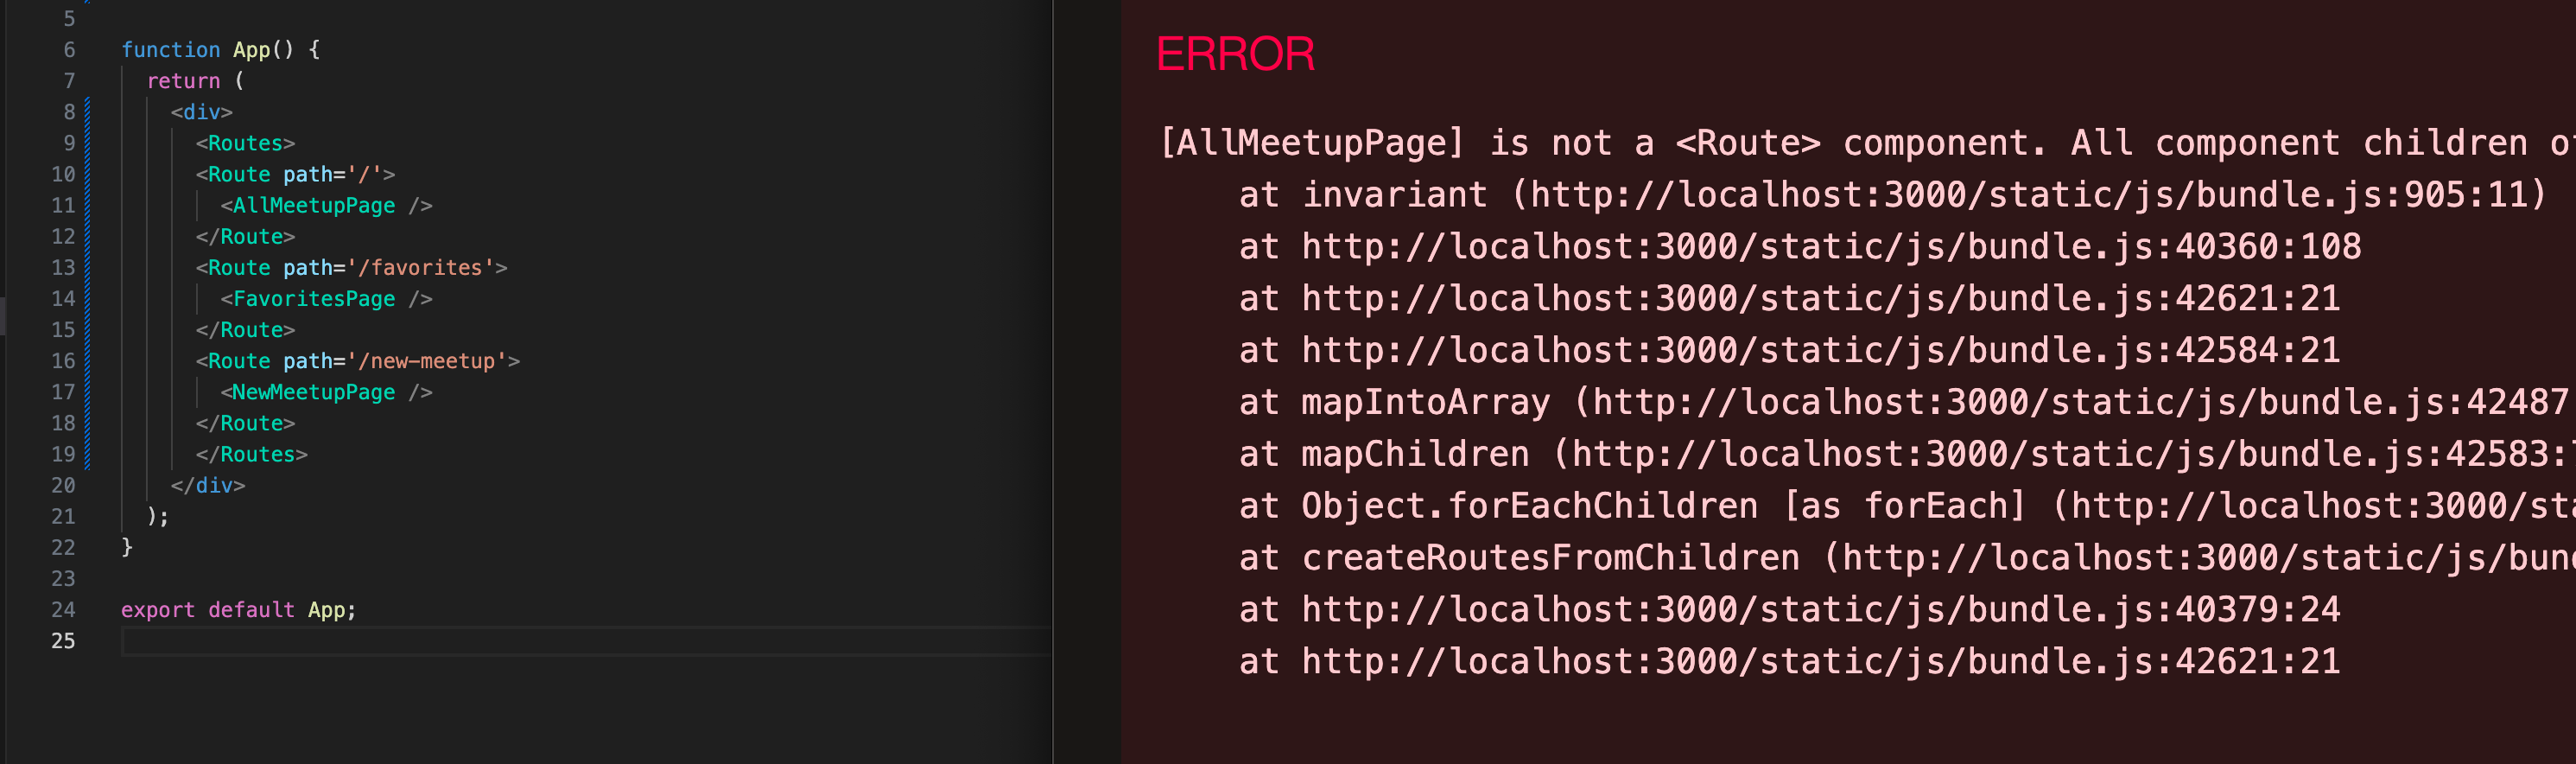 5
6 function App() {
7 return (
8 <div>
9 <Routes>
10 <Route path='/'>
11 <AllMeetupPage />
12 </Route>
13 <Route path='/favorites'>
14 <FavoritesPage />
15 </Route>
16 <Route path='/new-meetup'>
17 <NewMeetupPage />
18 </Route>
19 </Routes>
20 </div>
21 );
22 }
23
24 export default App;
25
ERROR
[AllMeetupPage] is not a <Route> component. All component children of
at invariant (http://localhost:3000/static/js/bundle.js:905:11)
at http://localhost:3000/static/js/bundle.js:40360:108
at http://localhost:3000/static/js/bundle.js:42621:21
at http://localhost:3000/static/js/bundle.js:42584:21
at mapIntoArray (http://localhost:3000/static/js/bundle.js:42487
at mapChildren (http://localhost:3000/static/js/bundle.js:42583:
at Object.forEachChildren [as forEach] (http://localhost:3000/sta
at createRoutesFromChildren (http://localhost:3000/static/js/bun
at http://localhost:3000/static/js/bundle.js:40379:24
at http://localhost:3000/static/js/bundle.js:42621:21